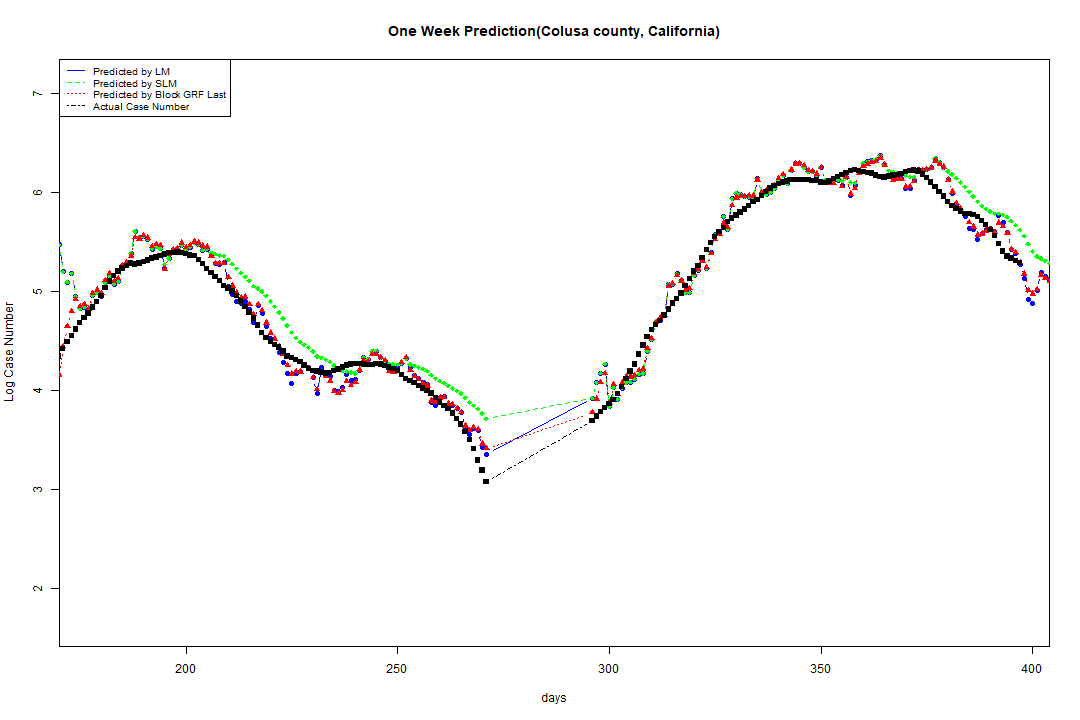 One Week Prediction(Colusa county, California)
Predicted by LM
Predicted by SLM
Predicted by Block GRF Last
Actual Case Number
Log Case Number
7
6
5
4
3
2
200 250 300 350 400
days